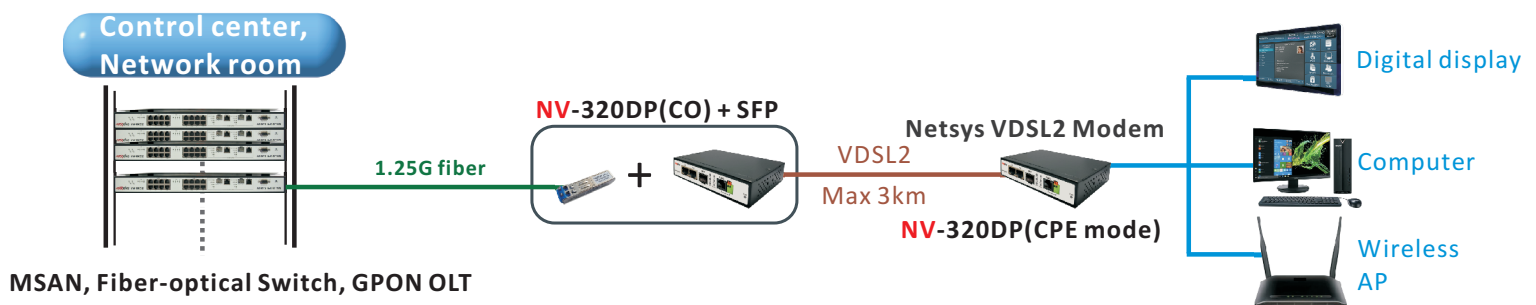 Control center,
Network room
MSAN, Fiber-optical Switch, GPON OLT
1.25G fiber
NV-320DP(CO) + SFP
+
VDSL2
Max 3km
Netsys VDSL2 Modem
NV-320DP(CPE mode)
Digital display
Computer
Wireless
AP